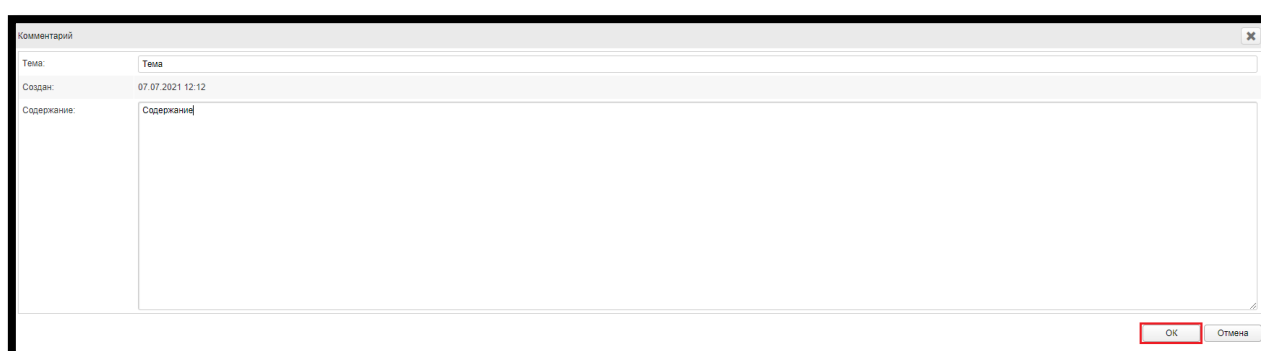 Комментарий
Тема: Тема
Создан: 07.07.2021 12:12
Содержание: Содержание
ОК Отмена